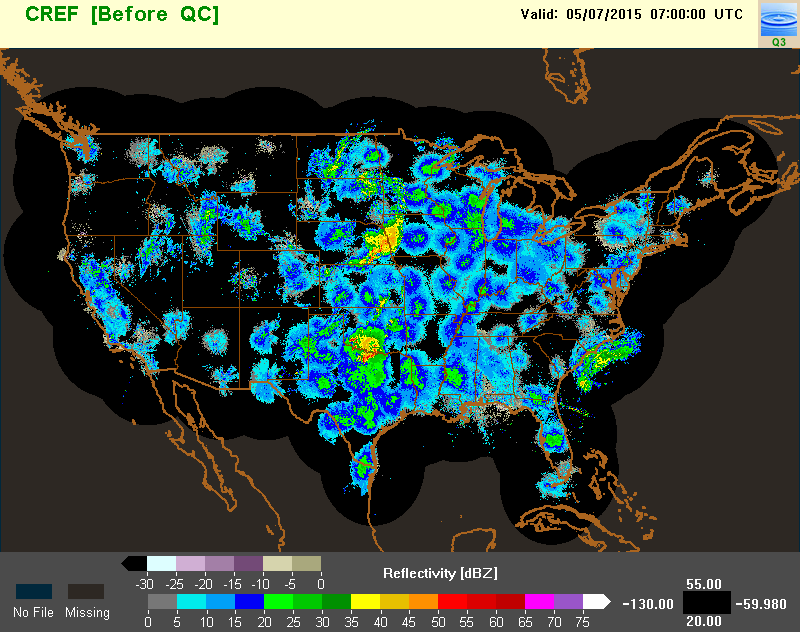 CREF [Before QC]
Valid: 05/07/2015 07:00:00 UTC
Q3
Reflectivity [dBZ]
-30 -25 -20 -15 -10 -5 0
No File Missing
0 5 10 15 20 25 30 35 40 45 50 55 60 65 70 75
55.00
-130.00 -59.980
20.00